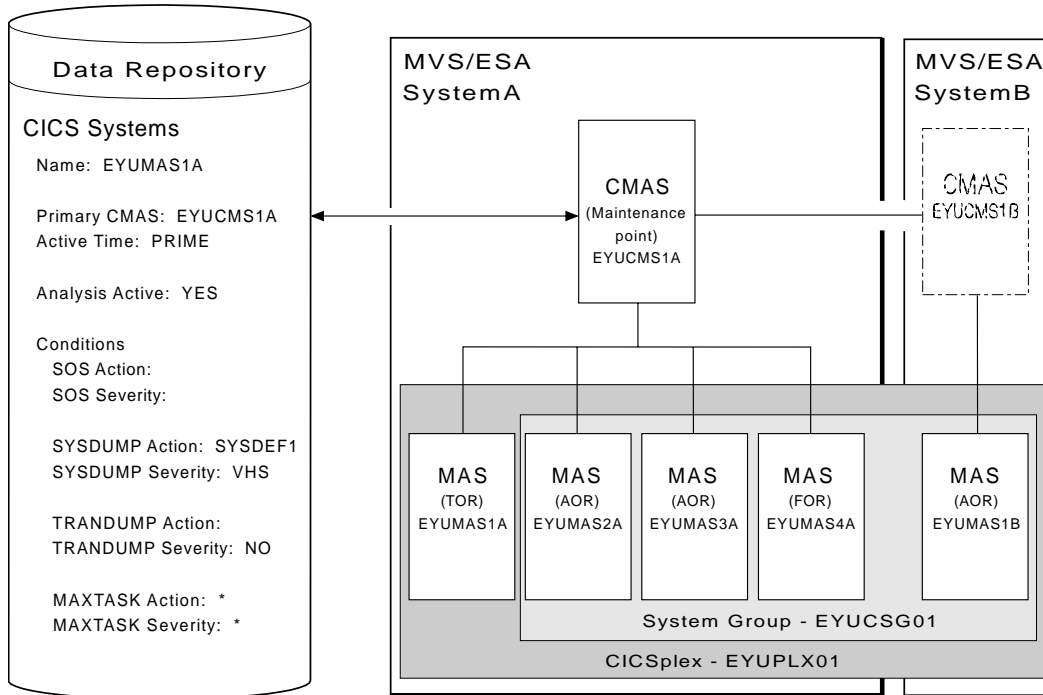 Data Repository
CICS Systems
Name: EYUMAS1A
Primary CMAS: EYUCMS1A
Active Time: PRIME
Analysis Active: YES
Conditions
SOS Action:
SOS Severity:
SYSDUMP Action: SYSDEF1
SYSDUMP Severity: VHS
TRANDUMP Action:
TRANDUMP Severity: NO
MAXTASK Action: *
MAXTASK Severity: *
MVS/ESA
SystemA
CMAS
(Maintenance
point)
EYUCMS1A
MVS/ESA
SystemB
CMAS
EYUCMS1B
MAS
(TOR)
EYUMAS1A
MAS
(AOR)
EYUMAS2A
MAS
(AOR)
EYUMAS3A
MAS
(FOR)
EYUMAS4A
MAS
(AOR)
EYUMAS1B
System Group - EYUCSG01
CICSplex - EYUPLX01